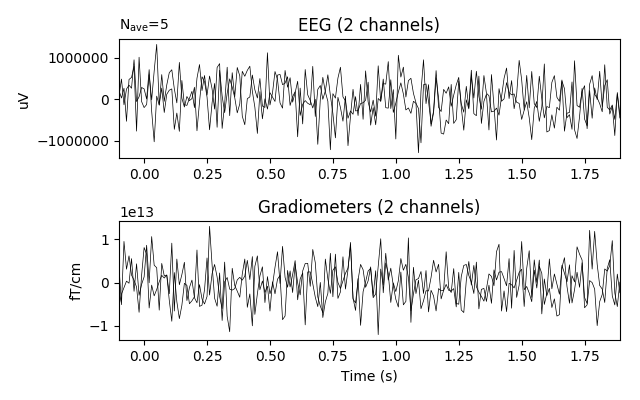 N_ave=5
EEG (2 channels)
uV
1000000
0
−1000000
0.00 0.25 0.50 0.75 1.00 1.25 1.50 1.75
1e13
Gradiometers (2 channels)
fT/cm
1
0
−1
0.00 0.25 0.50 0.75 1.00 1.25 1.50 1.75
Time (s)